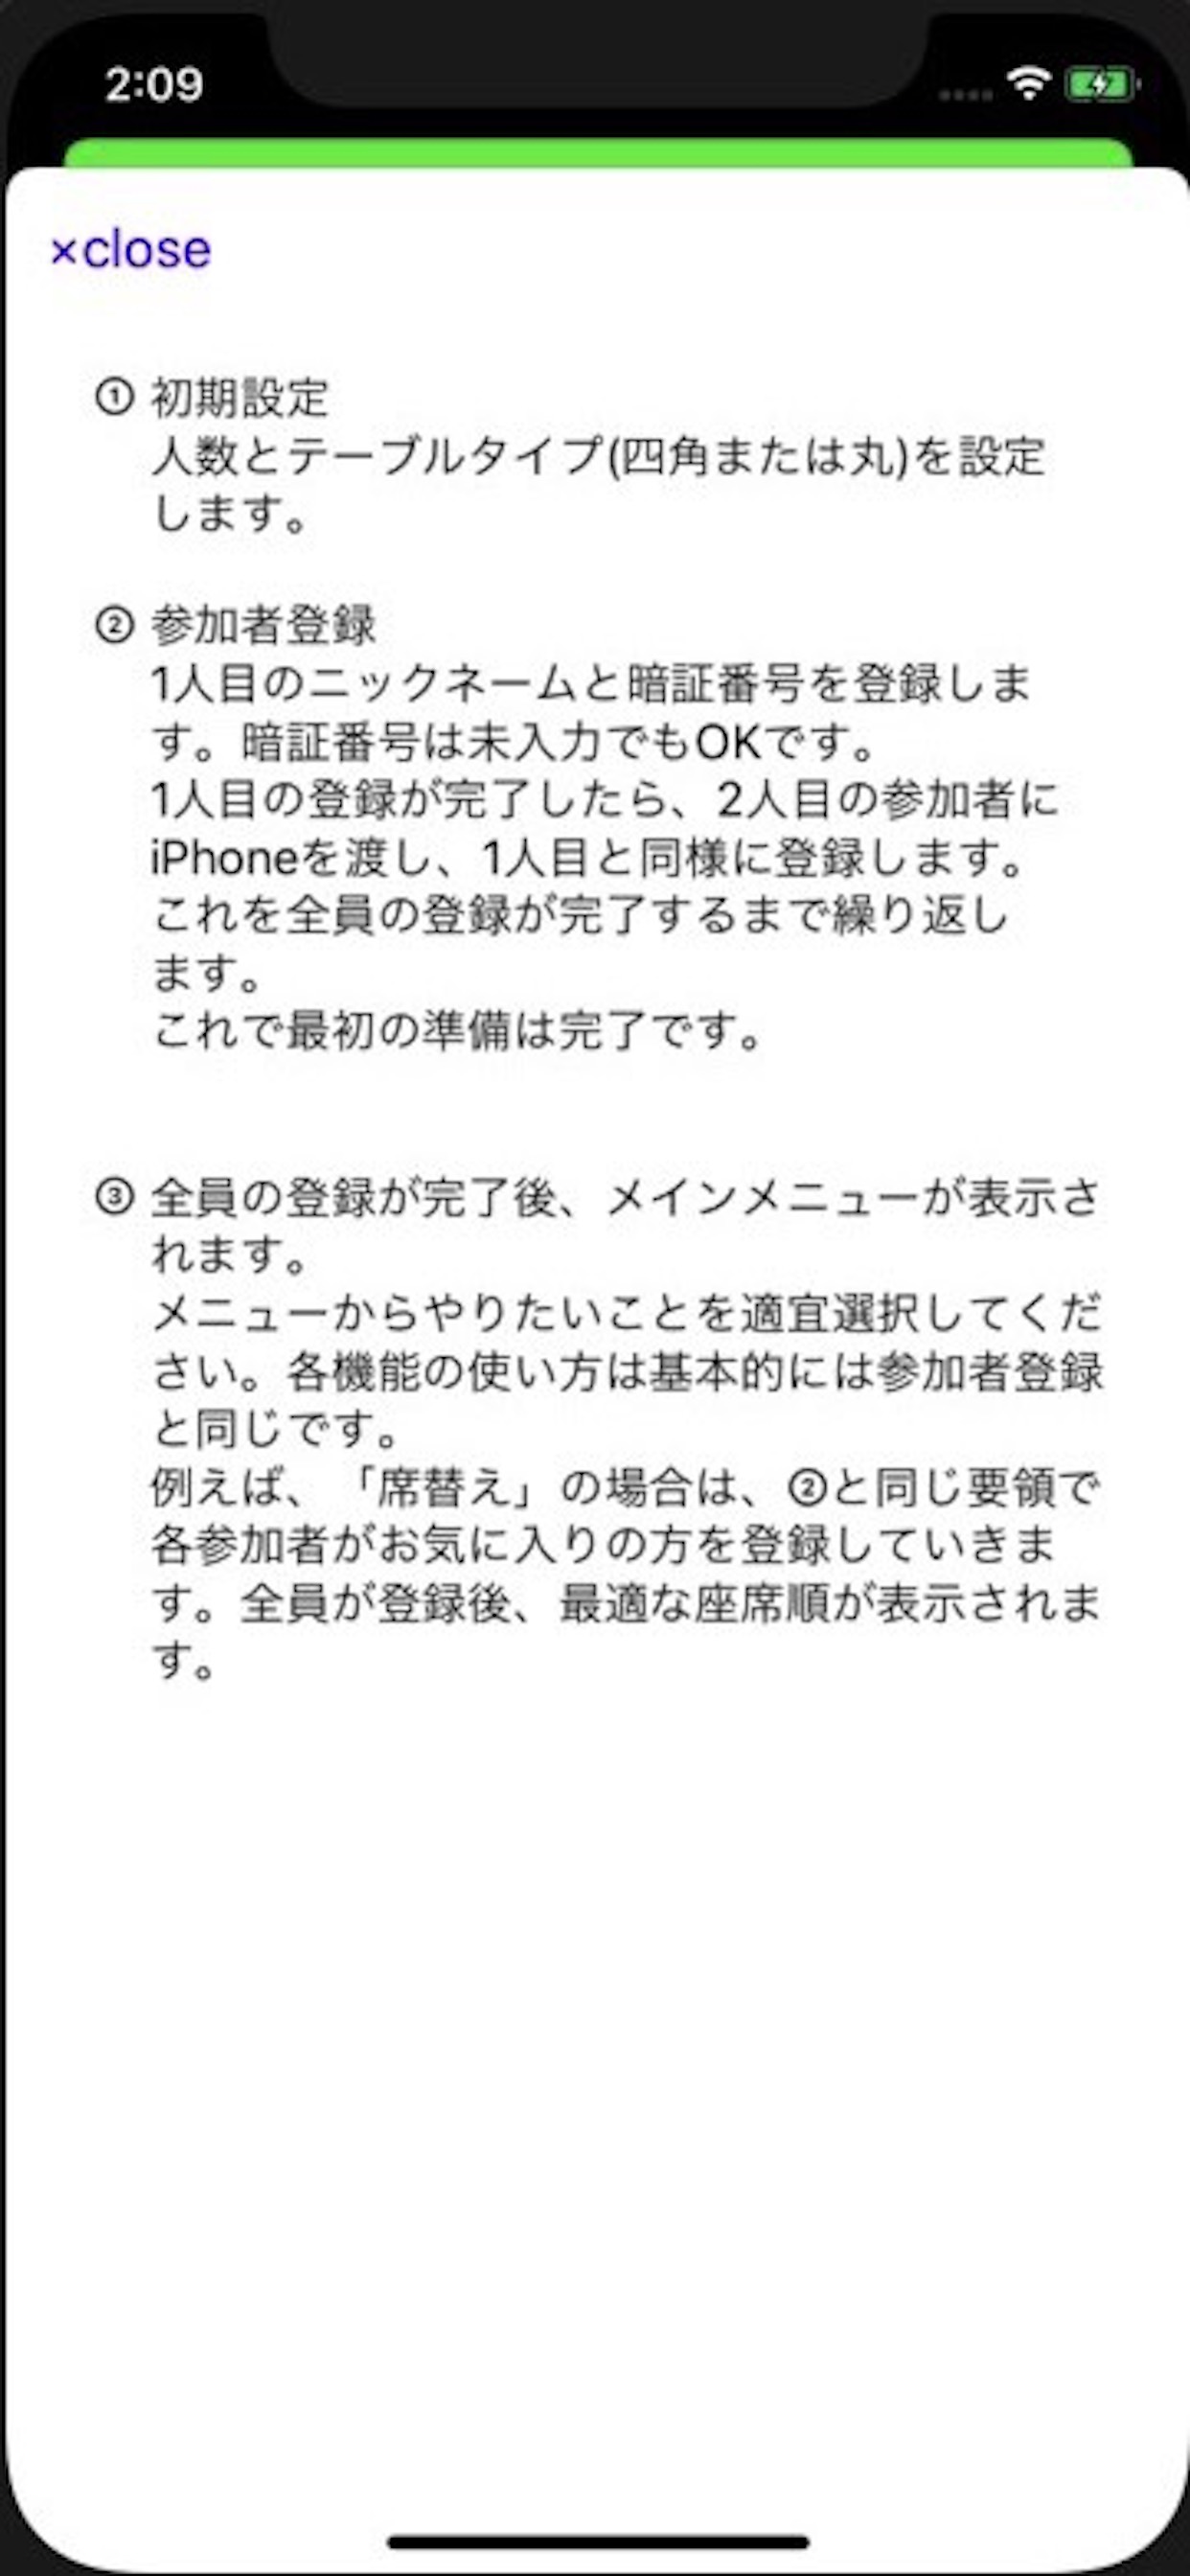 2:09
×close
① 初期設定
人数とテーブルタイプ(四角または丸)を設定
します。
② 参加者登録
1人目のニックネームと暗証番号を登録しま
す。暗証番号は未入力でもOKです。
1人目の登録が完了したら、2人目の参加者に
iPhoneを渡し、1人目と同様に登録します。
これを全員の登録が完了するまで繰り返し
ます。
これで最初の準備は完了です。
③ 全員の登録が完了後、メインメニューが表示さ
れます。
メニューからやりたいことを適宜選択してくだ
さい。各機能の使い方は基本的には参加者登録
と同じです。
例えば、「席替え」の場合は、②と同じ要領で
各参加者がお気に入りの方を登録していきま
す。全員が登録後、最適な座席順が表示されま
す。